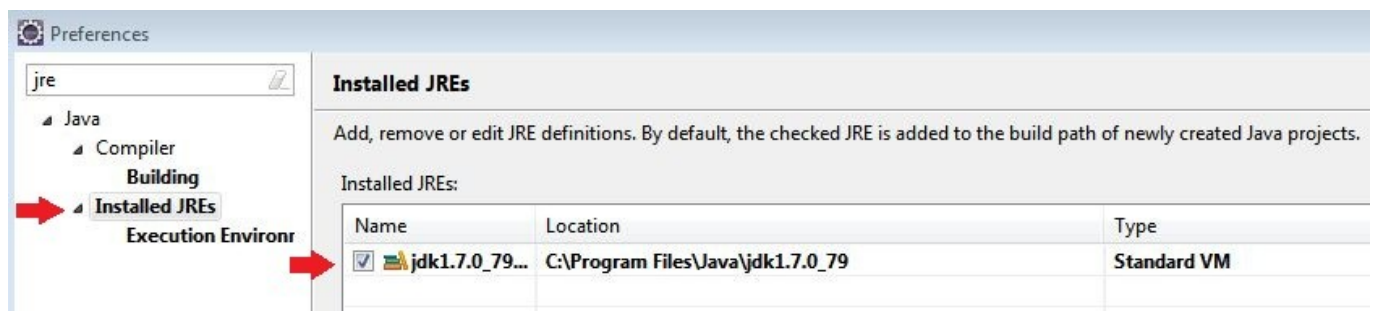 Preferences
jre
Java
Compiler
Building
Installed JREs
Execution Environr
Installed JREs
Add, remove or edit JRE definitions. By default, the checked JRE is added to the build path of newly created Java projects.
Installed JREs:
Name Location Type
jdk1.7.0_79... C:\Program Files\Java\jdk1.7.0_79 Standard VM